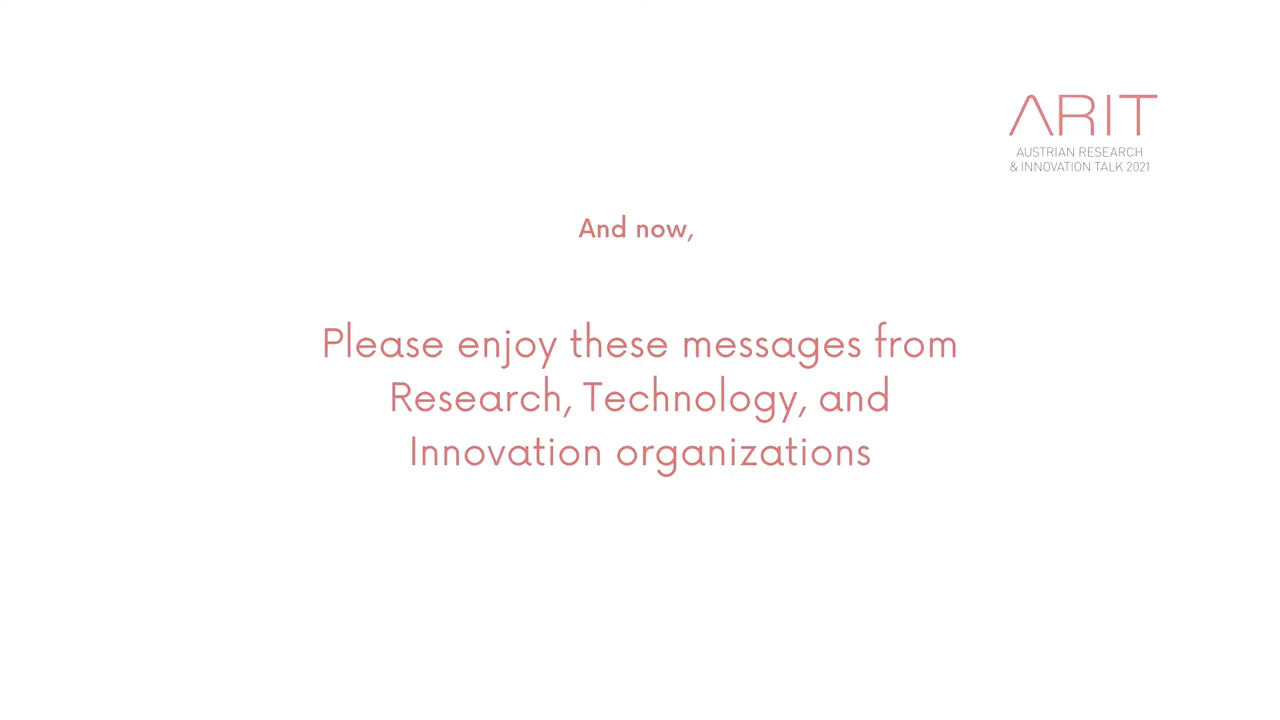 ARIT
AUSTRIAN RESEARCH
& INNOVATION TALK 2021
And now,
Please enjoy these messages from
Research, Technology, and
Innovation organizations